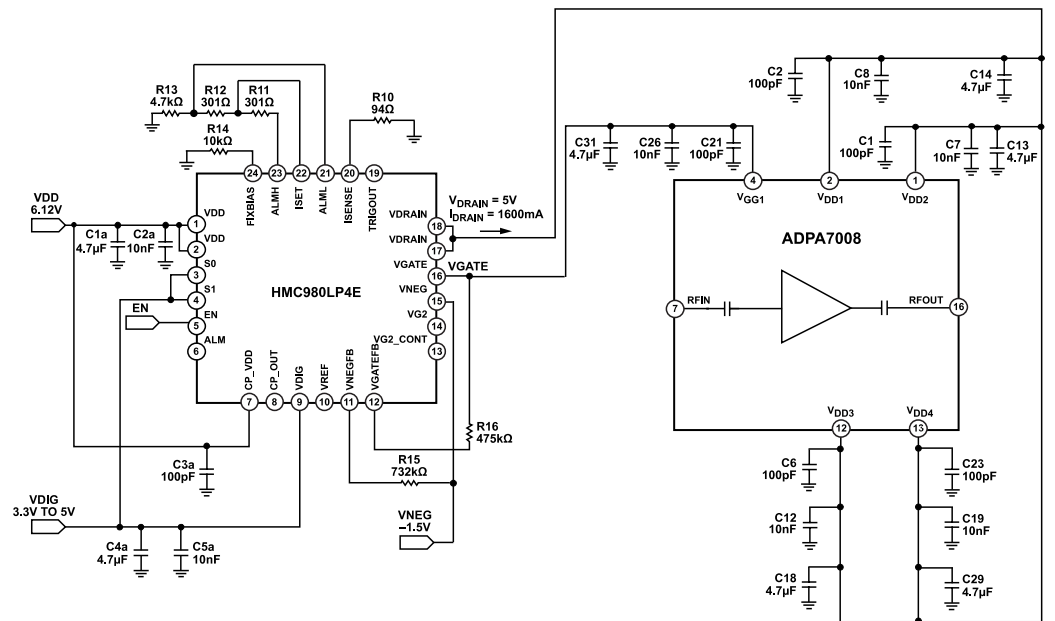 R13
4.7kΩ
R12
301Ω
R11
301Ω
R10
94Ω
R14
10kΩ
24
23
22
21
20
19
FIXBIAS
ALMH
ISET
ALML
ISENSE
TRIGOUT
VDD
6.12V
C1a
4.7µF
C2a
10nF
VDD
1
VDD
2
S0
3
S1
4
EN
EN
5
ALM
6
HMC980LP4E
VDRAIN
18
VDRAIN
17
VGATE
16
VNEG
15
VG2
14
VG2_CONT
13
VDRAIN = 5V
IDRAIN = 1600mA
VGATE
CP_VDD
CP_OUT
VDIG
VREF
VNEGFB
VGATEFB
7
8
9
10
11
12
C3a
100pF
R16
475kΩ
R15
732kΩ
VDIG
3.3V TO 5V
C4a
4.7µF
C5a
10nF
VNEG
–1.5V
C2
100pF
C8
10nF
C14
4.7µF
C31
4.7µF
C26
10nF
C21
100pF
C1
100pF
C7
10nF
C13
4.7µF
4
2
1
VGG1
VDD1
VDD2
ADPA7008
7
RFIN
RFOUT
16
VDD3
VDD4
12
13
C6
100pF
C23
100pF
C12
10nF
C19
10nF
C18
4.7µF
C29
4.7µF